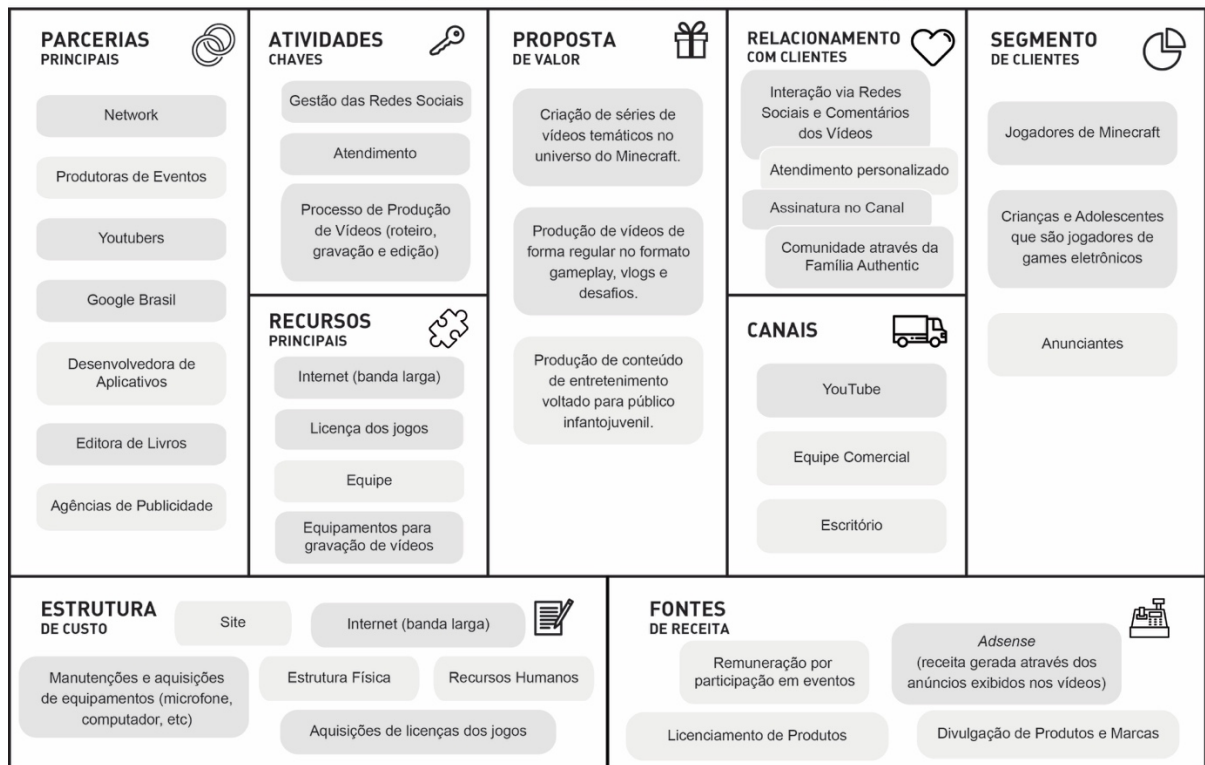 PARCERIAS
PRINCIPAIS
Network
Produtoras de Eventos
Youtubers
Google Brasil
Desenvolvedora de
Aplicativos
Editora de Livros
Agências de Publicidade
ATIVIDADES
CHAVES
Gestão das Redes Sociais
Atendimento
Processo de Produção
de Vídeos (roteiro,
gravação e edição)
RECURSOS
PRINCIPAIS
Internet (banda larga)
Licença dos jogos
Equipe
Equipamentos para
gravação de vídeos
PROPOSTA
DE VALOR
Criação de séries de
vídeos temáticos no
universo do Minecraft.
Produção de vídeos de
forma regular no formato
gameplay, vlogs e
desafios.
Produção de conteúdo
de entretenimento
voltado para público
infantojuvenil.
RELACIONAMENTO
COM CLIENTES
Interação via Redes
Sociais e Comentários
dos Vídeos
Atendimento personalizado
Assinatura no Canal
Comunidade através da
Família Authentic
CANAIS
YouTube
Equipe Comercial
Escritório
SEGMENTO
DE CLIENTES
Jogadores de Minecraft
Crianças e Adolescentes
que são jogadores de
games eletrônicos
Anunciantes
ESTRUTURA
DE CUSTO
Site
Internet (banda larga)
Manutenções e aquisições
de equipamentos (microfone,
computador, etc)
Estrutura Física
Recursos Humanos
Aquisições de licenças dos jogos
FONTES
DE RECEITA
Remuneração por
participação em eventos
Adsense
(receita gerada através dos
anúncios exibidos nos vídeos)
Licenciamento de Produtos
Divulgação de Produtos e Marcas